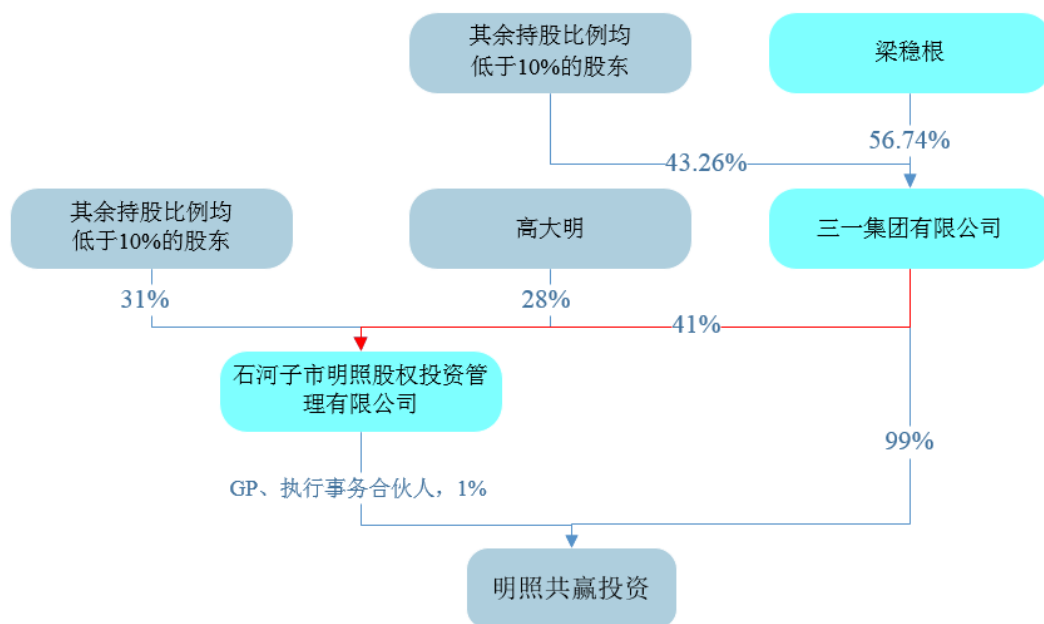 其余持股比例均
低于10%的股东
梁稳根
56.74%
43.26%
其余持股比例均
低于10%的股东
高大明
三一集团有限公司
31%
28%
41%
石河子市明照股权投资管
理有限公司
99%
GP、执行事务合伙人，1%
明照共赢投资